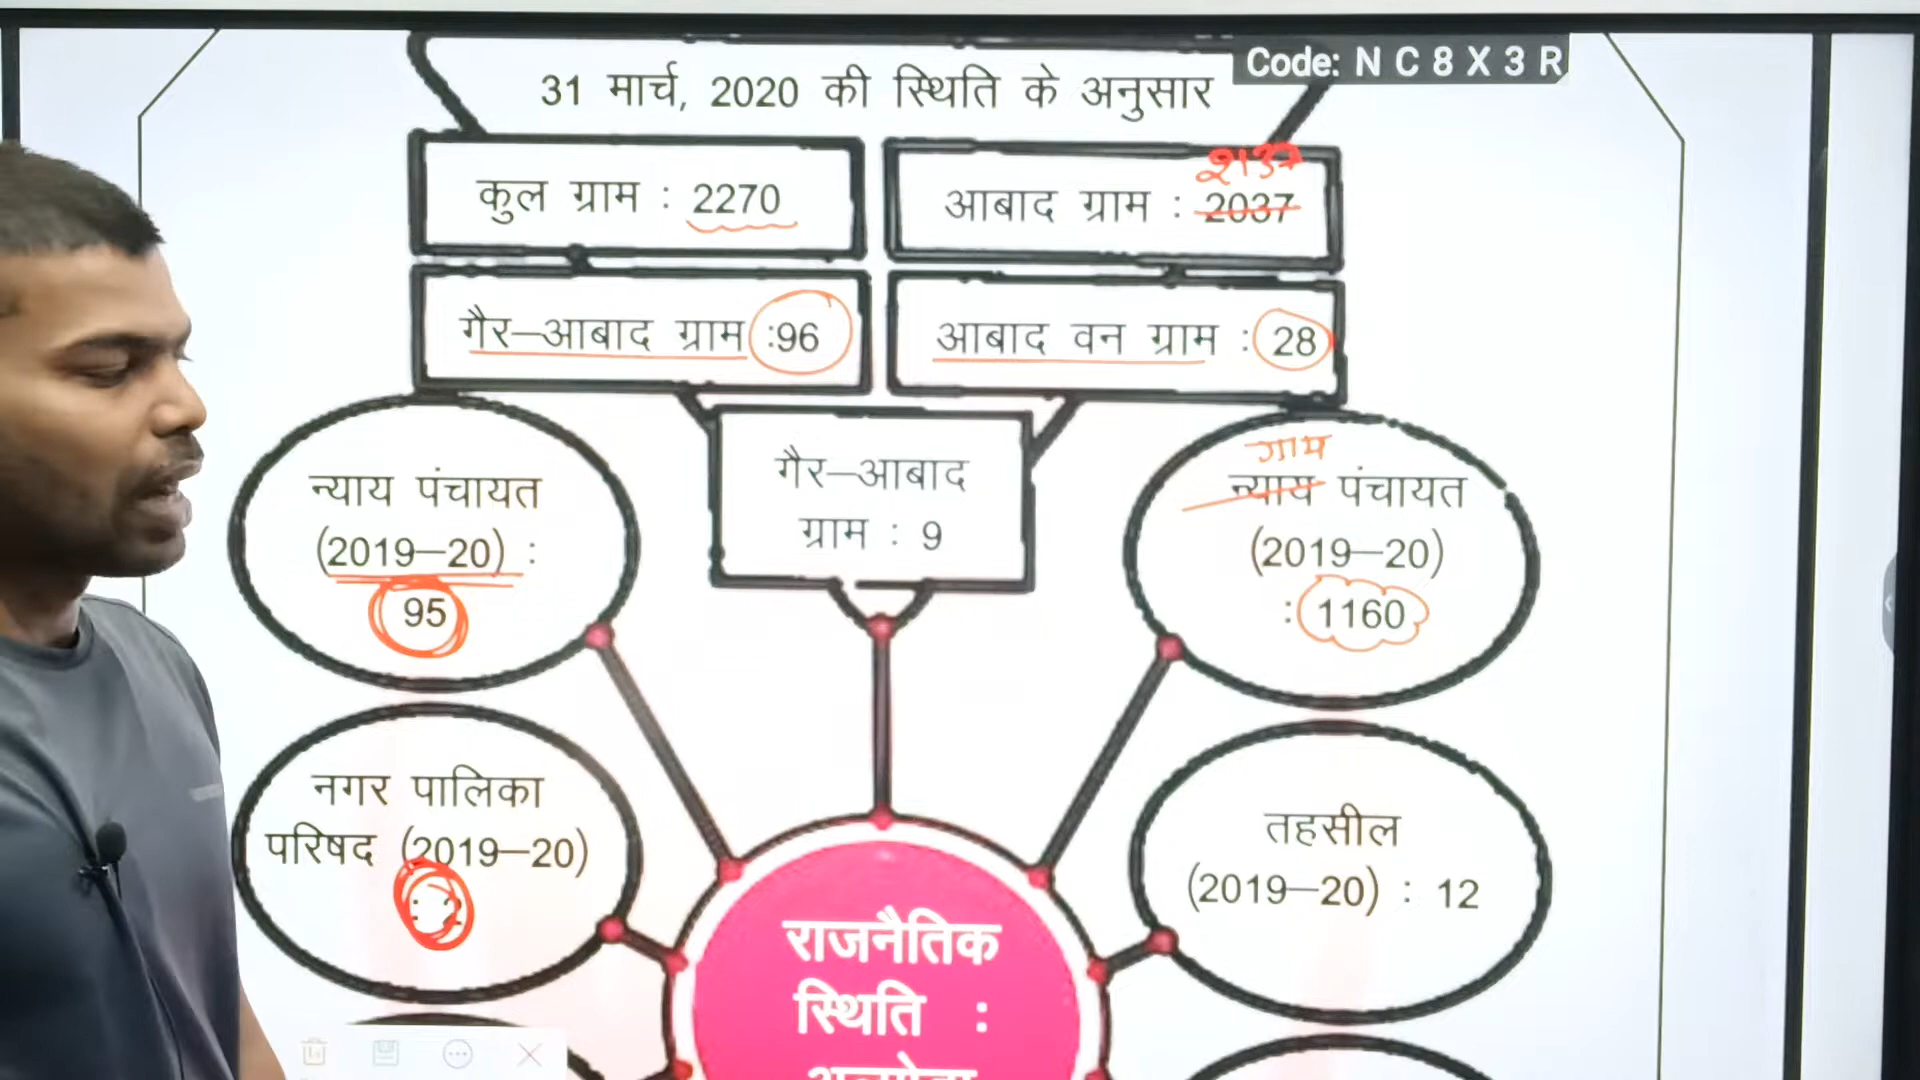 Code: N C 8 X 3 R
31 मार्च, 2020 की स्थिति के अनुसार
कुल ग्राम : 2270
2137
आबाद ग्राम : 2037
गैर–आबाद ग्राम :96
आबाद वन ग्राम : 28
गैर–आबाद
ग्राम : 9
न्याय पंचायत
(2019–20) :
95
ग्राम
न्याय पंचायत
(2019–20)
: 1160
नगर पालिका
परिषद (2019–20)
तहसील
(2019–20) : 12
राजनैतिक
स्थिति :